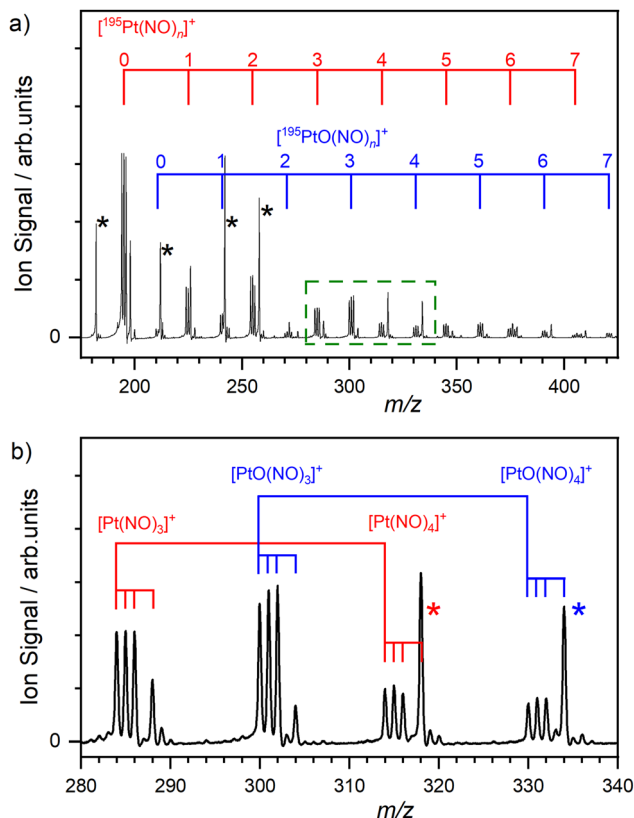 a)
[¹⁹⁵Pt(NO)ₙ]⁺
0 1 2 3 4 5 6 7
[¹⁹⁵PtO(NO)ₙ]⁺
0 1 2 3 4 5 6 7
* * * *
Ion Signal / arb.units
0
200 250 300 350 400
m/z
b)
[PtO(NO)₃]⁺ [PtO(NO)₄]⁺
[Pt(NO)₃]⁺ [Pt(NO)₄]⁺
* *
Ion Signal / arb.units
0
280 290 300 310 320 330 340
m/z